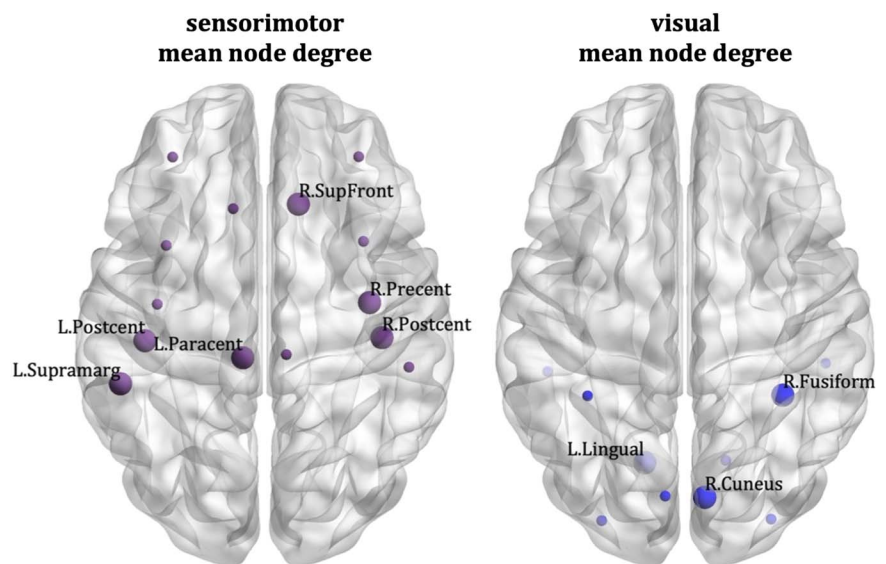 sensorimotor
mean node degree
visual
mean node degree
R.SupFront
R.Precent
L.Postcent
R.Postcent
L.Paracent
L.Supramarg
R.Fusiform
L.Lingual
R.Cuneus